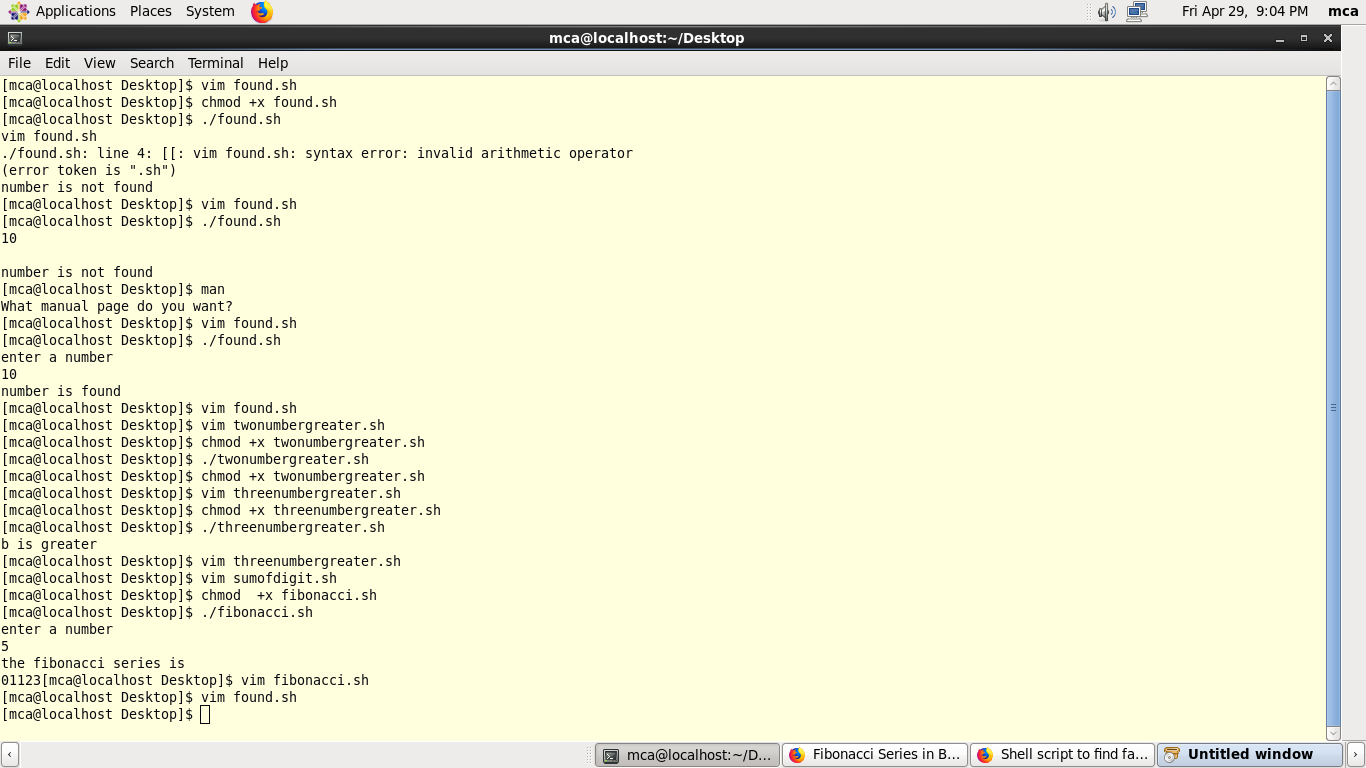 Applications Places System Fri Apr 29, 9:04 PM mca
mca@localhost:~/Desktop
File Edit View Search Terminal Help
[mca@localhost Desktop]$ vim found.sh
[mca@localhost Desktop]$ chmod +x found.sh
[mca@localhost Desktop]$ ./found.sh
vim found.sh
./found.sh: line 4: [[: vim found.sh: syntax error: invalid arithmetic operator
(error token is ".sh")
number is not found
[mca@localhost Desktop]$ vim found.sh
[mca@localhost Desktop]$ ./found.sh
10
number is not found
[mca@localhost Desktop]$ man
What manual page do you want?
[mca@localhost Desktop]$ vim found.sh
[mca@localhost Desktop]$ ./found.sh
enter a number
10
number is found
[mca@localhost Desktop]$ vim found.sh
[mca@localhost Desktop]$ vim twonumbergreater.sh
[mca@localhost Desktop]$ chmod +x twonumbergreater.sh
[mca@localhost Desktop]$ ./twonumbergreater.sh
[mca@localhost Desktop]$ chmod +x twonumbergreater.sh
[mca@localhost Desktop]$ vim threenumbergreater.sh
[mca@localhost Desktop]$ chmod +x threenumbergreater.sh
[mca@localhost Desktop]$ ./threenumbergreater.sh
b is greater
[mca@localhost Desktop]$ vim threenumbergreater.sh
[mca@localhost Desktop]$ vim sumofdigit.sh
[mca@localhost Desktop]$ chmod  +x fibonacci.sh
[mca@localhost Desktop]$ ./fibonacci.sh
enter a number
5
the fibonacci series is
01123[mca@localhost Desktop]$ vim fibonacci.sh
[mca@localhost Desktop]$ vim found.sh
[mca@localhost Desktop]$
mca@localhost:~/D... Fibonacci Series in B... Shell script to find fa... Untitled window